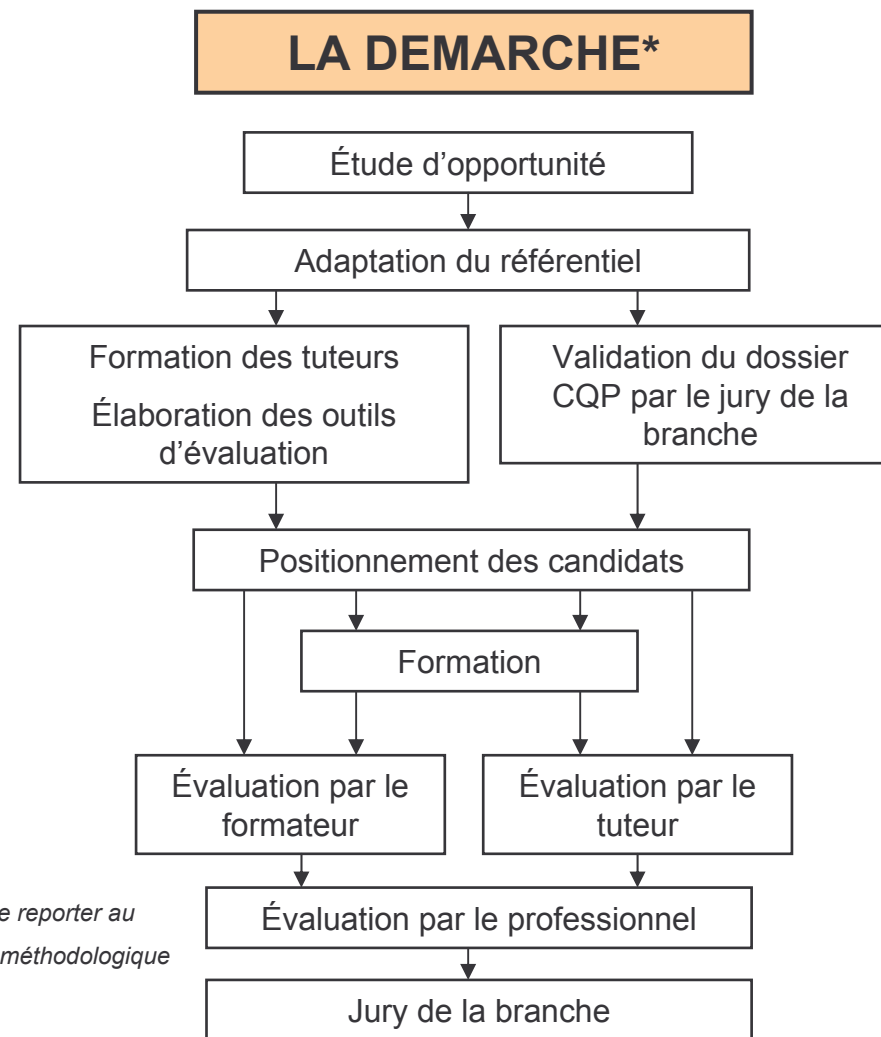 LA DEMARCHE*
Étude d’opportunité
Adaptation du référentiel
Formation des tuteurs
Élaboration des outils
d’évaluation
Validation du dossier
CQP par le jury de la
branche
Positionnement des candidats
Formation
Évaluation par le
formateur
Évaluation par le
tuteur
e reporter au
méthodologique
Évaluation par le professionnel
Jury de la branche